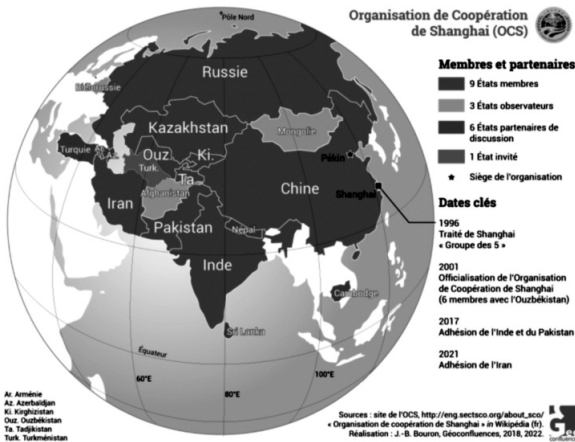 Organisation de Coopération
de Shanghai (OCS)
Pôle Nord
Membres et partenaires
9 États membres
3 États observateurs
6 États partenaires de
discussion
1 État invité
Siège de l'organisation
Russie
Biélorussie
Kazakhstan
Mongolie
Turquie
Ar.
Az.
Ouz.
Ki.
Turk.
Ta.
Pékin
Afghanistan
Chine
Shanghai
Iran
Pakistan
Népal
Inde
Cambodge
Sri Lanka
Équateur
60°E
80°E
100°E
Dates clés
1996
Traité de Shanghai
« Groupe des 5 »
2001
Officialisation de l'Organisation
de Coopération de Shanghai
(6 membres avec l'Ouzbékistan)
2017
Adhésion de l'Inde et du Pakistan
2021
Adhésion de l'Iran
Ar. Arménie
Az. Azerbaïdjan
Ki. Kirghizistan
Ouz. Ouzbékistan
Ta. Tadjikistan
Turk. Turkménistan
Sources : site de l'OCS, http://eng.sectsco.org/about_sco/
« Organisation de coopération de Shanghai » in Wikipédia (fr).
Réalisation : J.-B. Bouron, Géoconfluences, 2018, 2022.